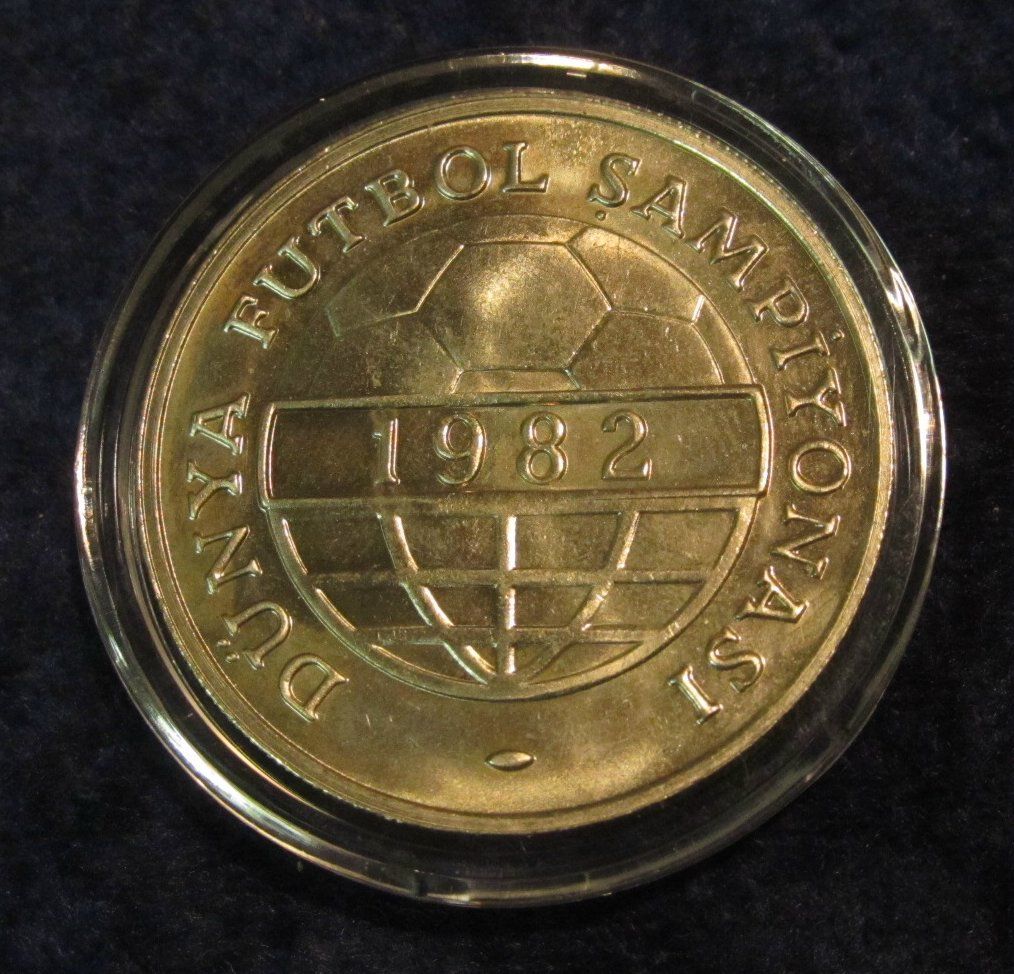 DÜNYA FUTBOL ŞAMPİYONASI
1982